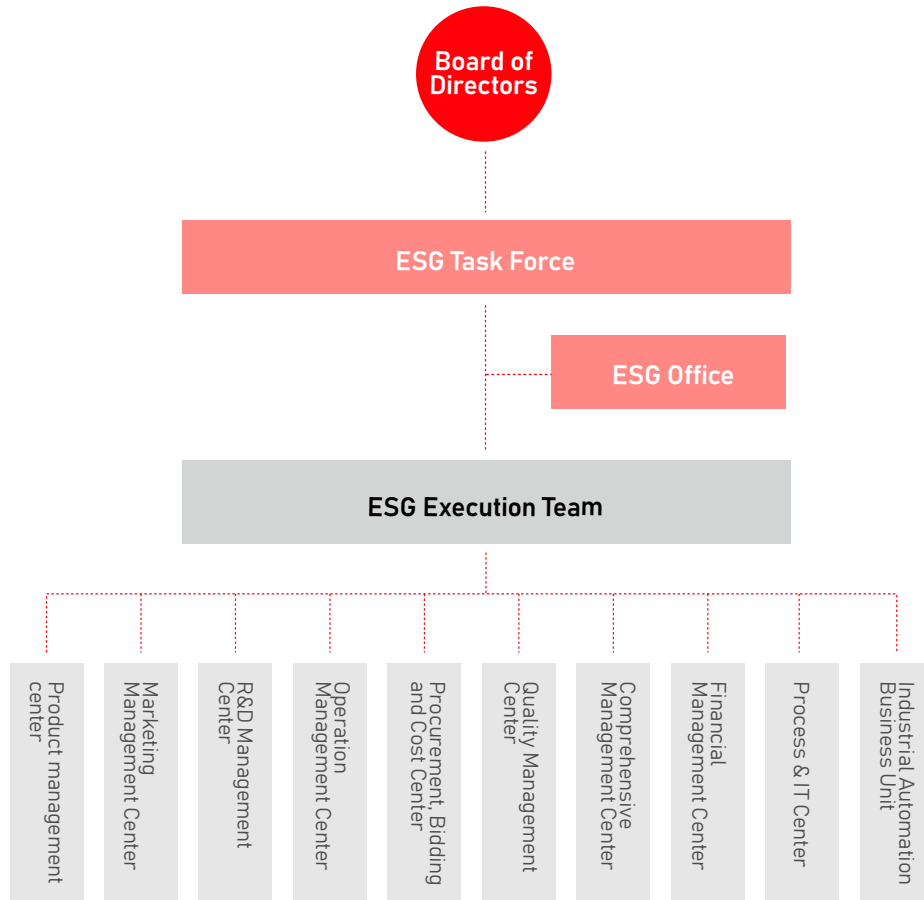 Board of
Directors
ESG Task Force
ESG Office
ESG Execution Team
Product management
center
Marketing
Management Center
R&D Management
Center
Operation
Management Center
Procurement, Bidding
and Cost Center
Quality Management
Center
Comprehensive
Management Center
Financial
Management Center
Process & IT Center
Industrial Automation
Business Unit